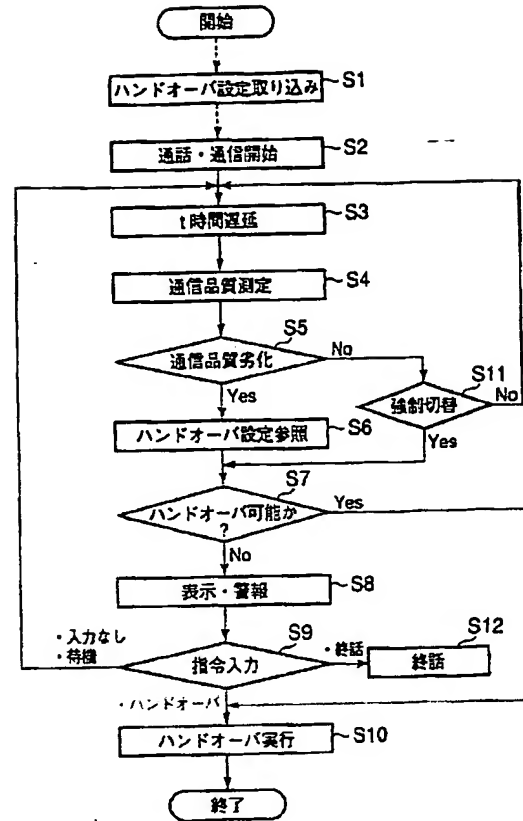 開始
ハンドオーバ設定取り込み
S1
通話・通信開始
S2
t時間遅延
S3
通信品質測定
S4
通信品質劣化
S5
No
Yes
強制切替
S11
No
Yes
ハンドオーバ設定参照
S6
ハンドオーバ可能か
?
S7
Yes
No
表示・警報
S8
・入力なし
・待機
指令入力
S9
・終話
終話
S12
・ハンドオーバ
ハンドオーバ実行
S10
終了